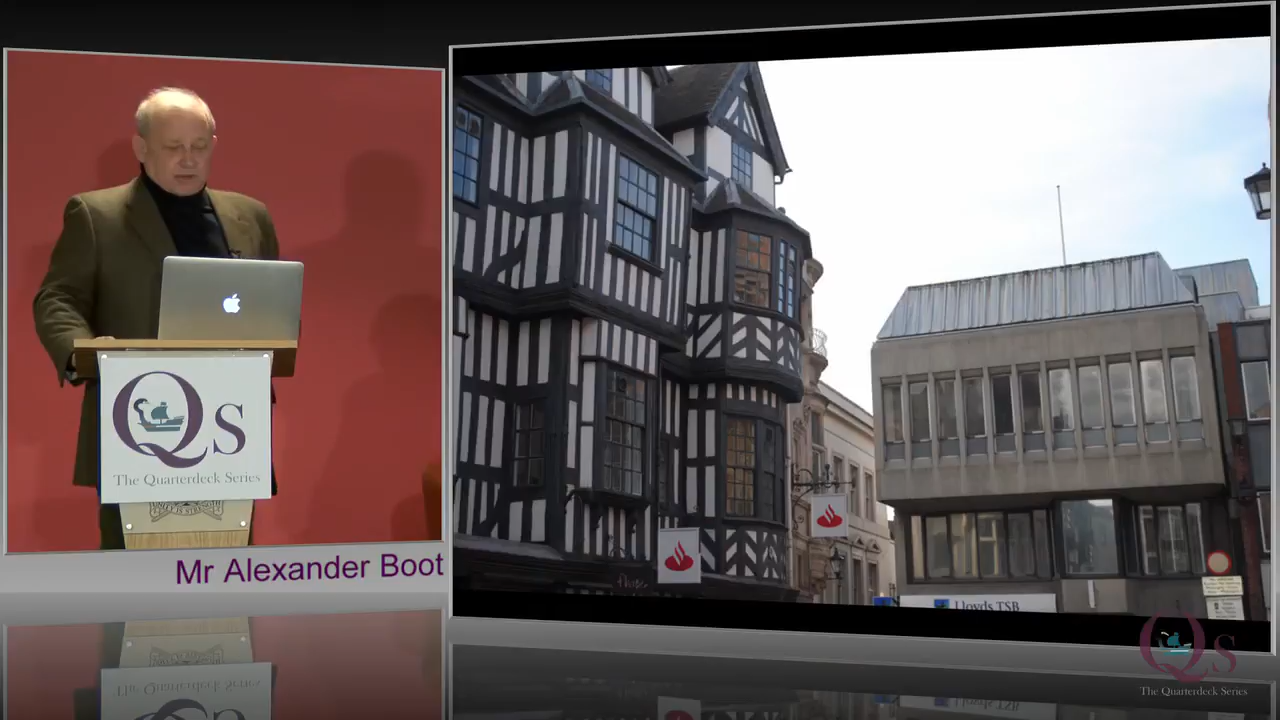 Qs
The Quarterdeck Series
Mr Alexander Boot
Lloyds TSB
Qs
The Quarterdeck Series